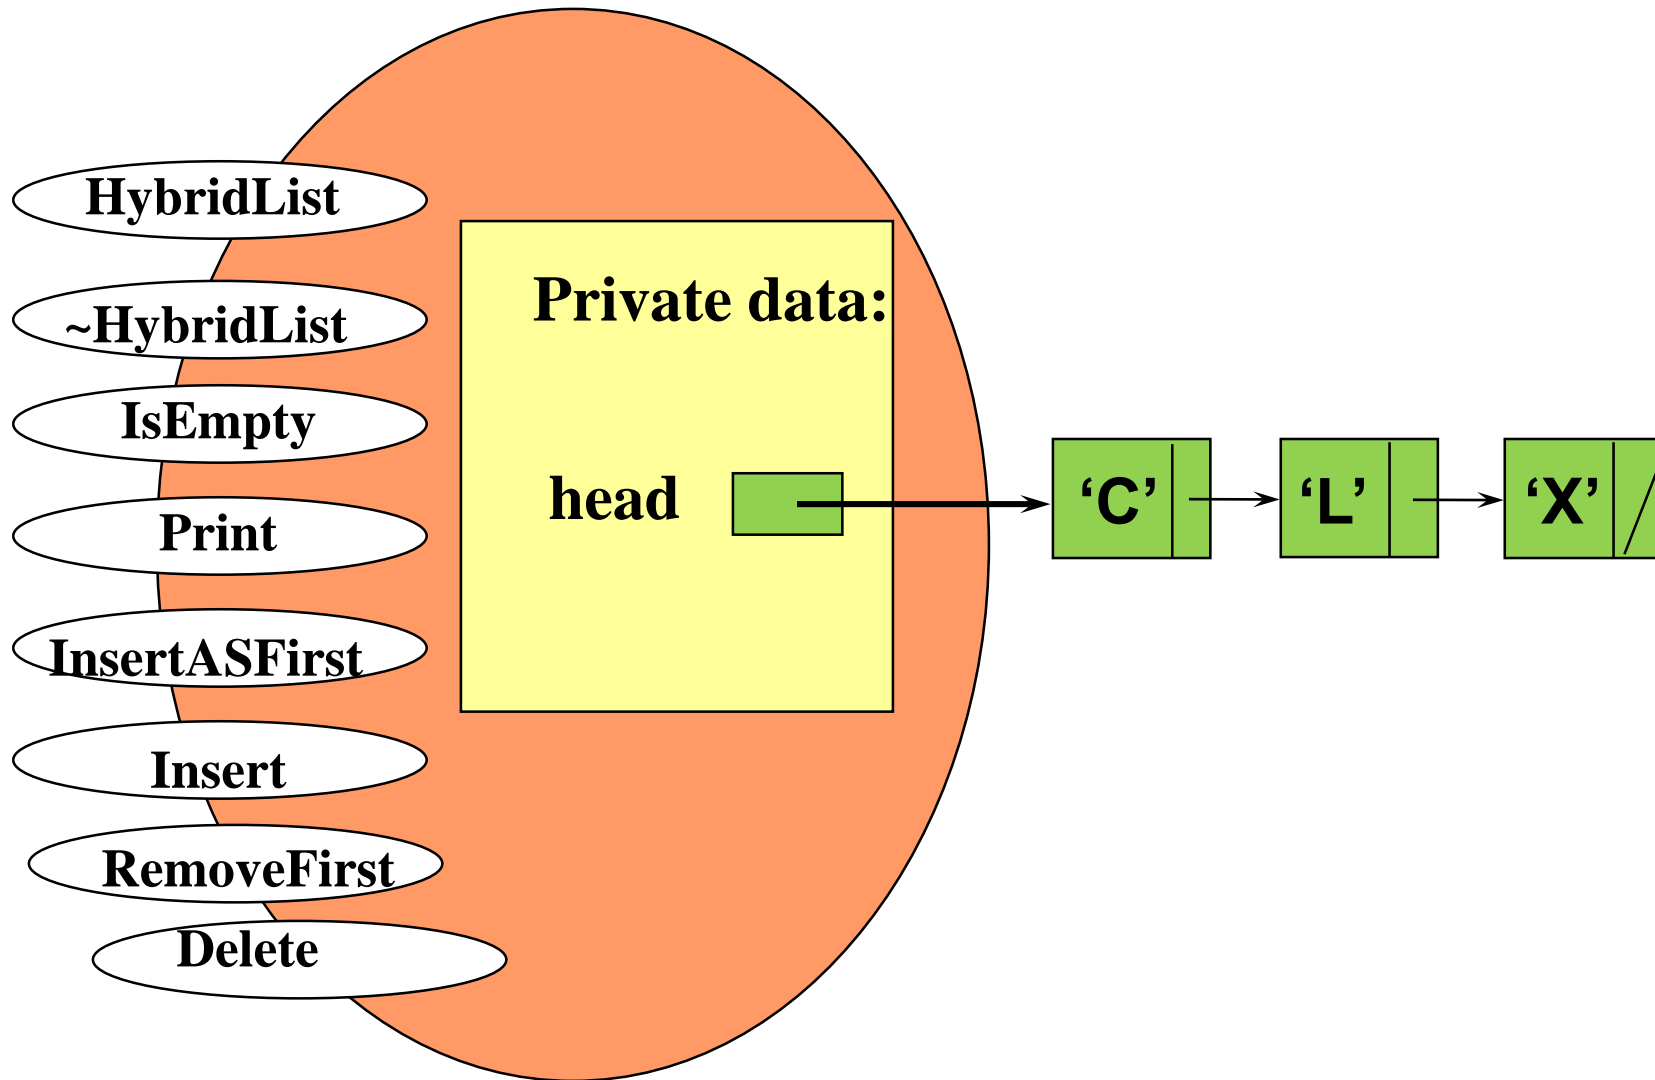 HybridList
~HybridList
IsEmpty
Print
InsertASFirst
Insert
RemoveFirst
Delete
Private data:
head
‘C’
‘L’
‘X’